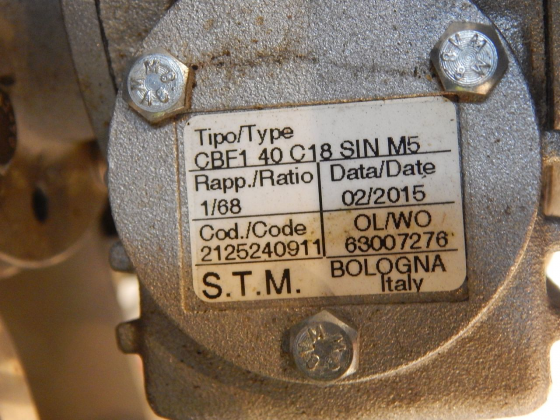 Tipo/Type
CBF1 40 C18 SIN M5
Rapp./Ratio Data/Date
1/68 02/2015
Cod./Code OL/WO
2125240911 63007276
S.T.M. BOLOGNA
Italy